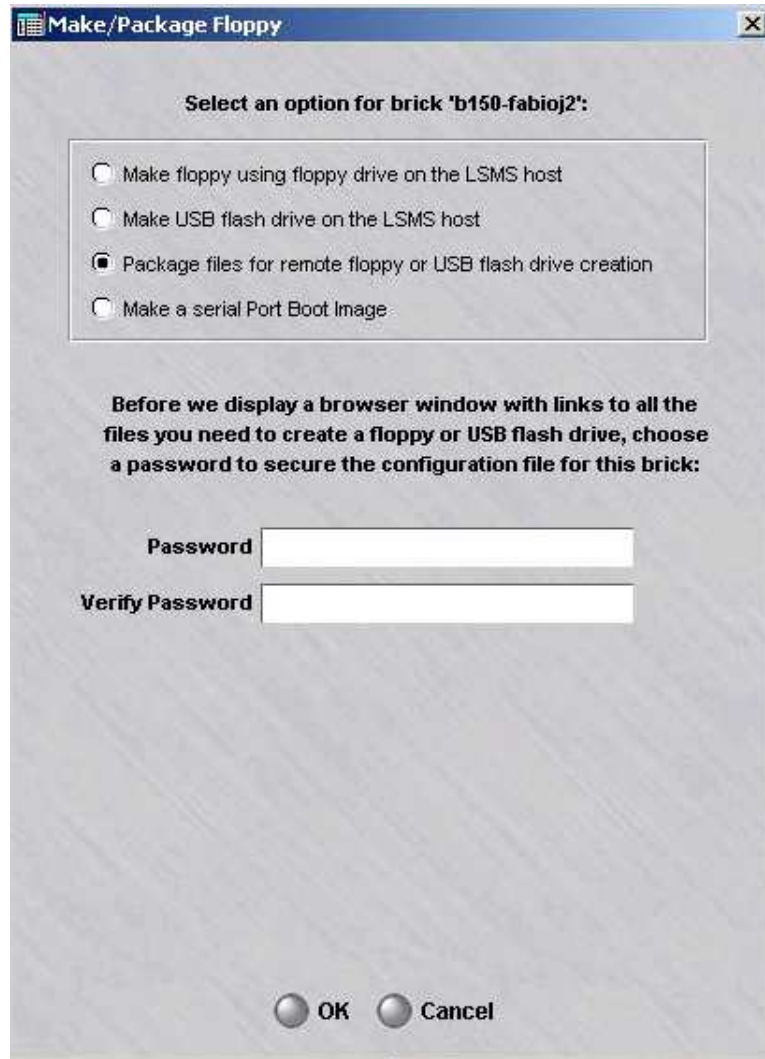 Make/Package Floppy
Select an option for brick 'b150-fabioj2':
Make floppy using floppy drive on the LSMS host
Make USB flash drive on the LSMS host
Package files for remote floppy or USB flash drive creation
Make a serial Port Boot Image
Before we display a browser window with links to all the
files you need to create a floppy or USB flash drive, choose
a password to secure the configuration file for this brick:
Password
Verify Password
OK Cancel